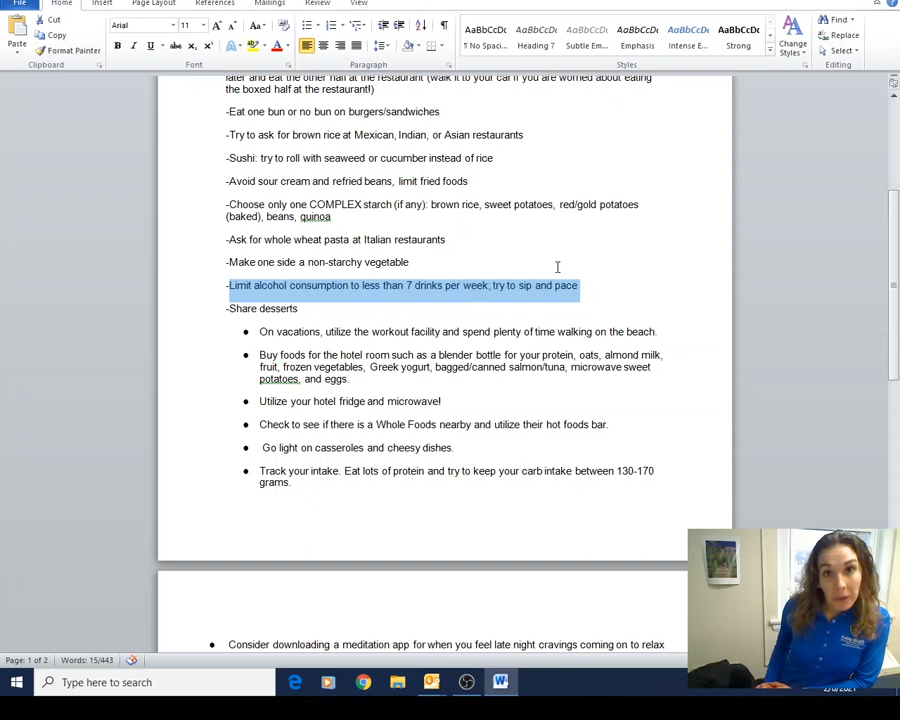 File Home Insert Page Layout References Mailings Review View
Paste
Cut
Copy
Format Painter
Clipboard
Arial 11
B I U abc x₂ x²
Font
Paragraph
AaBbCcDc AaBbCcDc AaBbCcDc AaBbCcDc AaBbCcDc AaBbCcDc
¶ No Spaci... Heading 7 Subtle Em... Emphasis Intense E... Strong
Change Styles
Styles
Find
Replace
Select
Editing
later and eat the other half at the restaurant (walk it to your car if you are worried about eating
the boxed half at the restaurant!)
-Eat one bun or no bun on burgers/sandwiches
-Try to ask for brown rice at Mexican, Indian, or Asian restaurants
-Sushi: try to roll with seaweed or cucumber instead of rice
-Avoid sour cream and refried beans, limit fried foods
-Choose only one COMPLEX starch (if any): brown rice, sweet potatoes, red/gold potatoes
(baked), beans, quinoa
-Ask for whole wheat pasta at Italian restaurants
-Make one side a non-starchy vegetable
-Limit alcohol consumption to less than 7 drinks per week; try to sip and pace
-Share desserts
● On vacations, utilize the workout facility and spend plenty of time walking on the beach.
● Buy foods for the hotel room such as a blender bottle for your protein, oats, almond milk,
fruit, frozen vegetables, Greek yogurt, bagged/canned salmon/tuna, microwave sweet
potatoes, and eggs.
● Utilize your hotel fridge and microwave!
● Check to see if there is a Whole Foods nearby and utilize their hot foods bar.
● Go light on casseroles and cheesy dishes.
● Track your intake. Eat lots of protein and try to keep your carb intake between 130-170
grams.
● Consider downloading a meditation app for when you feel late night cravings coming on to relax
Page: 1 of 2 Words: 15/443
Type here to search